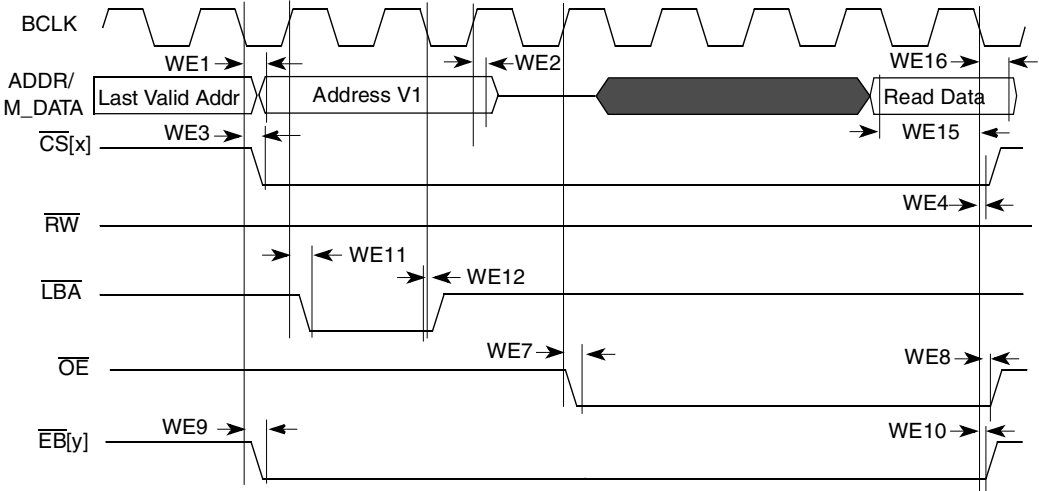 BCLK
WE1
WE2
WE16
ADDR/
M_DATA
Last Valid Addr
Address V1
Read Data
WE3
WE15
CS[x]
WE4
RW
WE11
WE12
LBA
WE7
WE8
OE
WE9
WE10
EB[y]